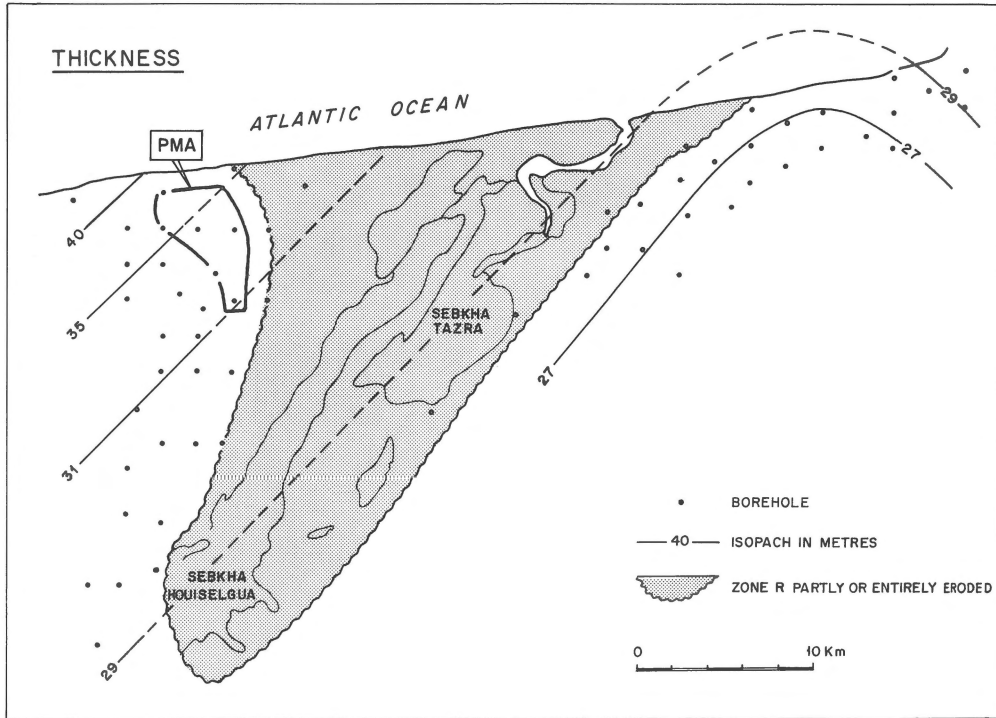 THICKNESS
ATLANTIC OCEAN
PMA
29
27
40
35
SEBKHA
TAZRA
27
31
SEBKHA
HOUISELGUA
29
BOREHOLE
40 ISOPACH IN METRES
ZONE R PARTLY OR ENTIRELY ERODED
0 10 Km